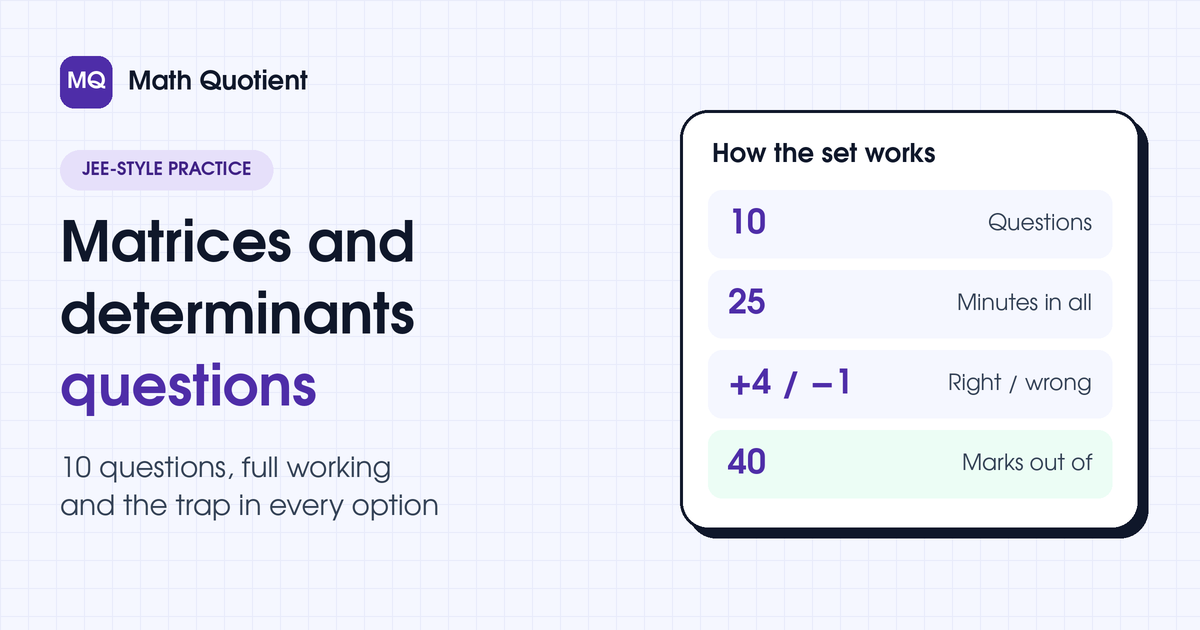 MQ Math Quotient
JEE-STYLE PRACTICE
Matrices and
determinants
questions
10 questions, full working
and the trap in every option
How the set works
10 Questions
25 Minutes in all
+4 / −1 Right / wrong
40 Marks out of